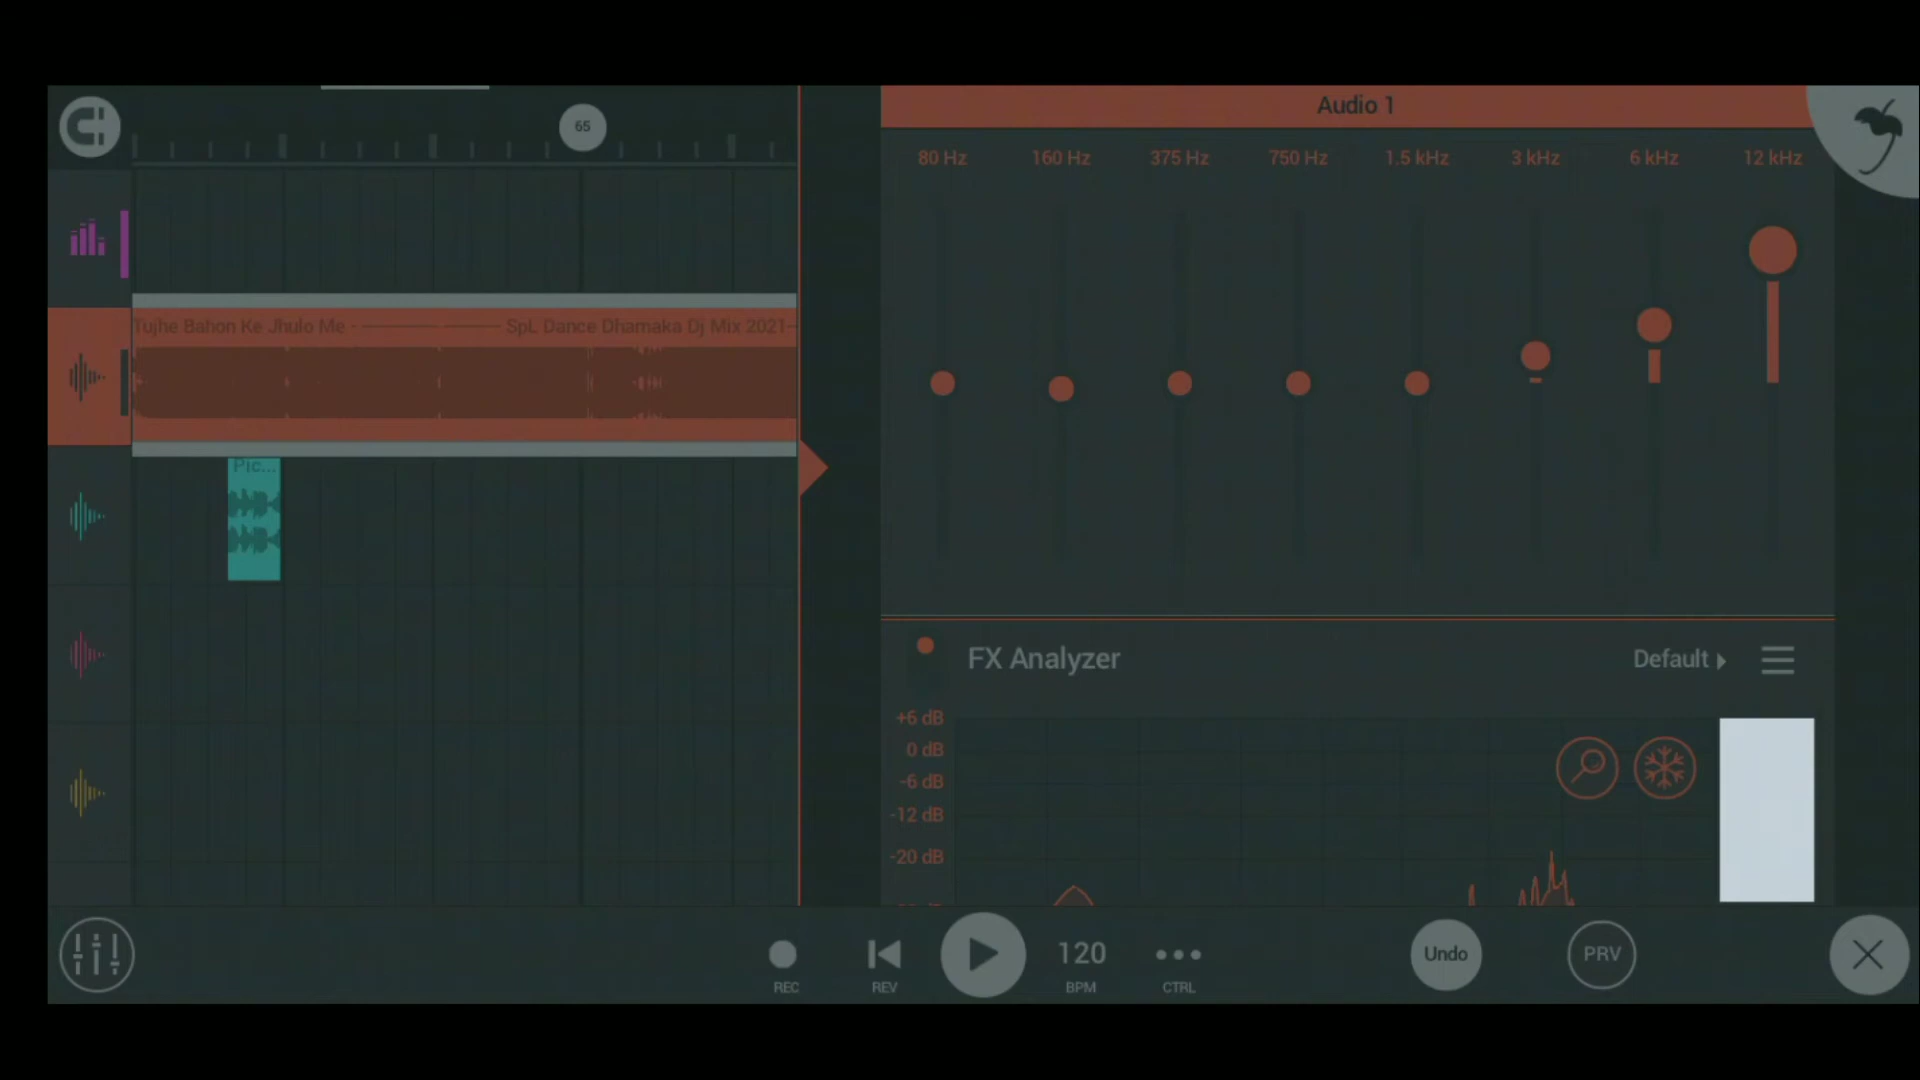 Audio 1
65
80 Hz 160 Hz 375 Hz 750 Hz 1.5 kHz 3 kHz 6 kHz 12 kHz
Tujhe Bahon Ke Jhulo Me - SpL Dance Dhamaka Dj Mix 2021--
Pic...
FX Analyzer
Default
+6 dB
0 dB
-6 dB
-12 dB
-20 dB
120
Undo
PRV
REC
REV
BPM
CTRL